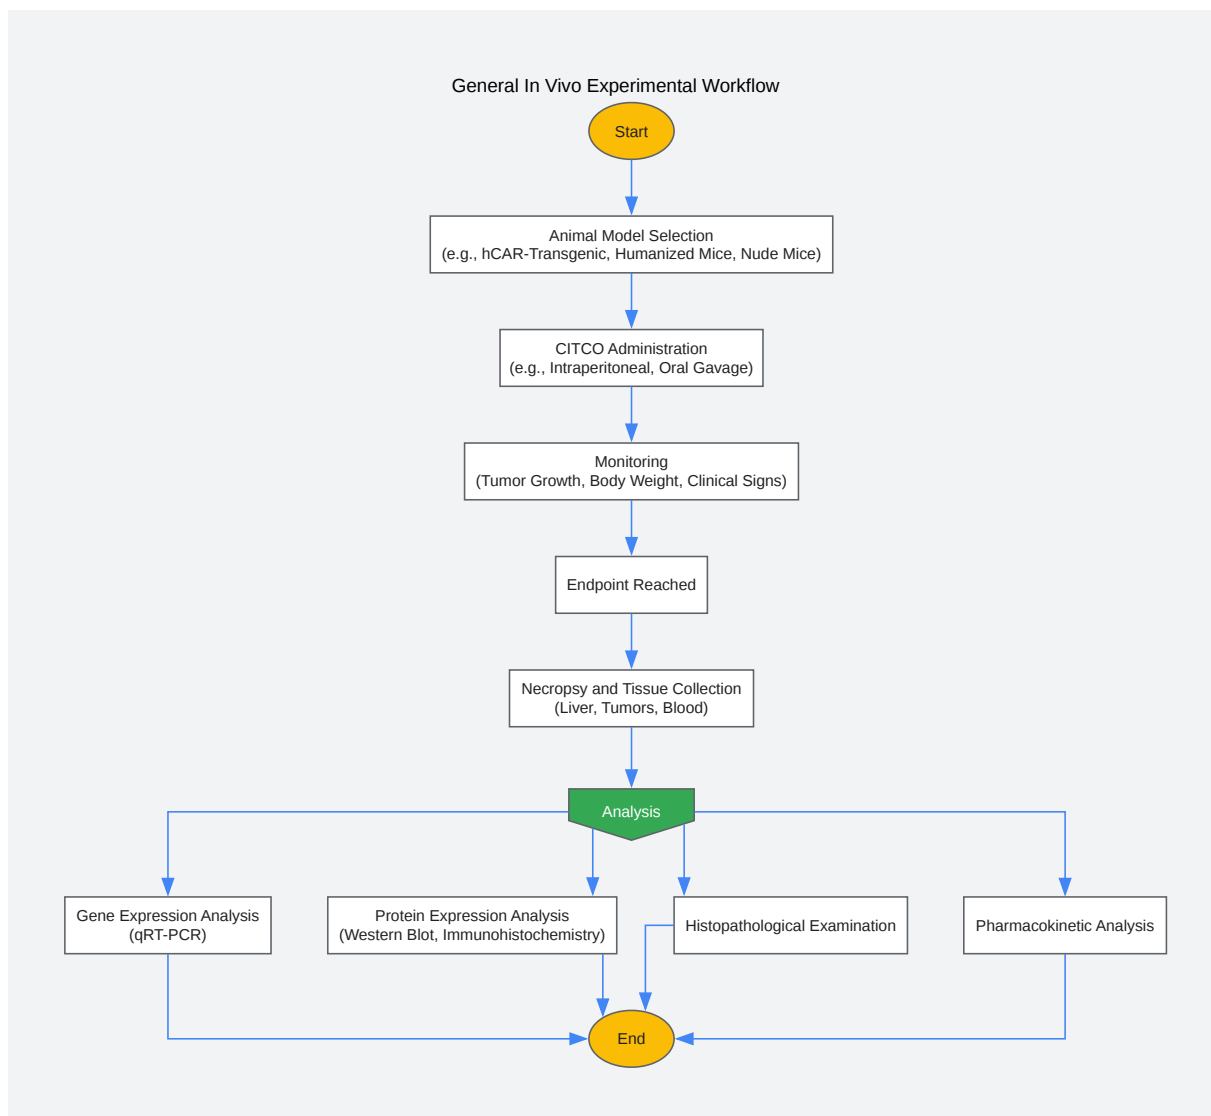 General In Vivo Experimental Workflow
Start
Animal Model Selection
(e.g., hCAR-Transgenic, Humanized Mice, Nude Mice)
CITCO Administration
(e.g., Intraperitoneal, Oral Gavage)
Monitoring
(Tumor Growth, Body Weight, Clinical Signs)
Endpoint Reached
Necropsy and Tissue Collection
(Liver, Tumors, Blood)
Analysis
Gene Expression Analysis
(qRT-PCR)
Protein Expression Analysis
(Western Blot, Immunohistochemistry)
Histopathological Examination
Pharmacokinetic Analysis
End